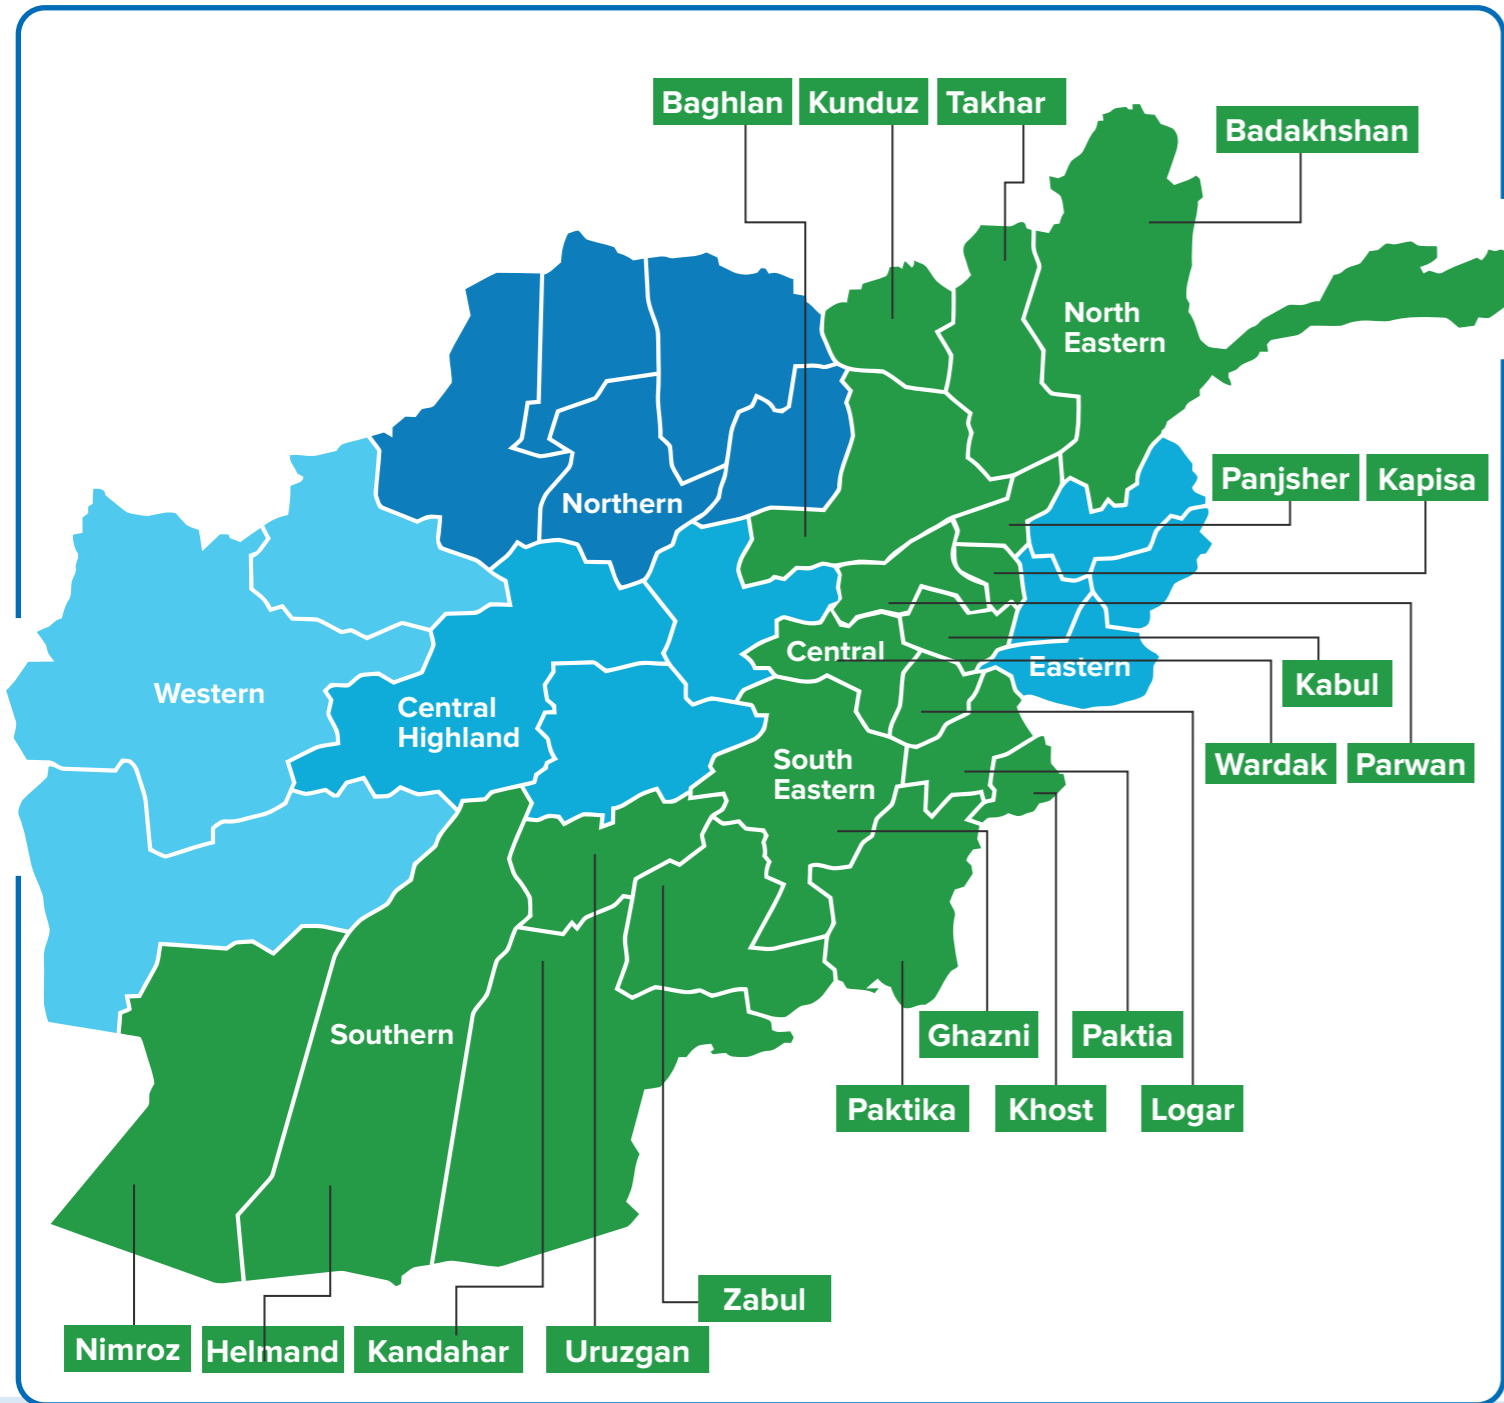 Baghlan
Kunduz
Takhar
Badakhshan
North
Eastern
Panjsher
Kapisa
Northern
Central
Eastern
Kabul
Western
Central
Highland
South
Eastern
Wardak
Parwan
Southern
Ghazni
Paktia
Paktika
Khost
Logar
Zabul
Nimroz
Helmand
Kandahar
Uruzgan